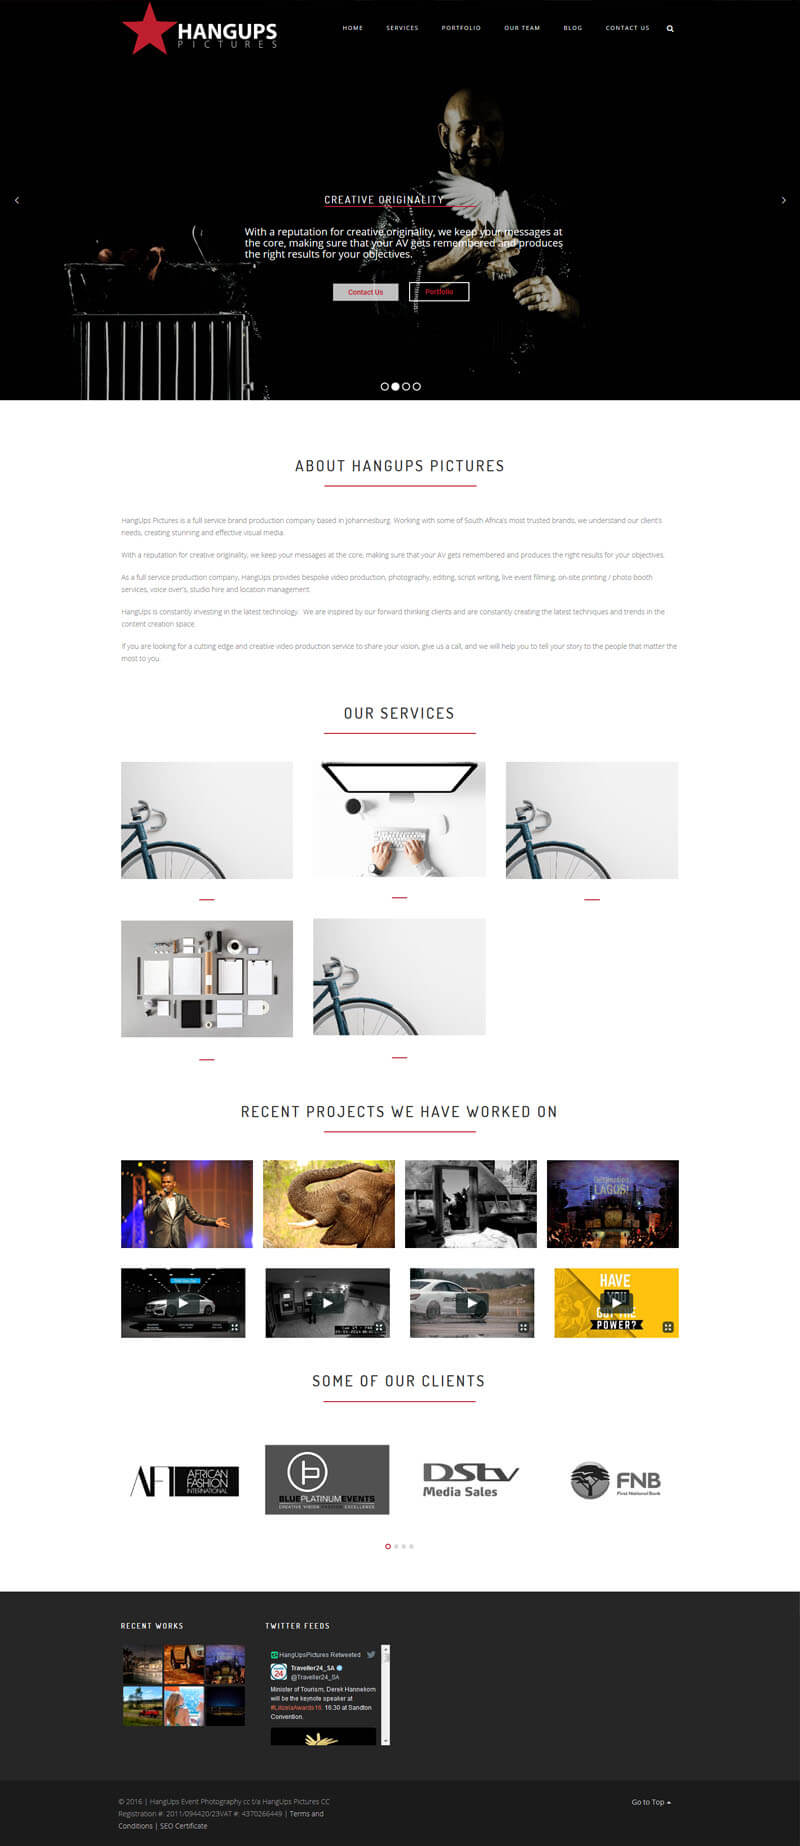 HANGUPS
PICTURES
HOME SERVICES PORTFOLIO OUR TEAM BLOG CONTACT US
CREATIVE ORIGINALITY
With a reputation for creative originality, we keep your messages at
the core, making sure that your AV gets remembered and produces
the right results for your objectives.
Contact Us Portfolio
ABOUT HANGUPS PICTURES
HangUps Pictures is a full service brand production company based in Johannesburg. Working with some of South Africa's most trusted brands, we understand our client's
needs, creating stunning and effective visual media.
With a reputation for creative originality, we keep your messages at the core, making sure that your AV gets remembered and produces the right results for your objectives.
As a full service production company, HangUps provides bespoke video production, photography, editing, script writing, live event filming, on-site printing / photo booth
services, voice over's, studio hire and location management.
HangUps is constantly investing in the latest technology. We are inspired by our forward thinking clients and are constantly creating the latest techniques and trends in the
content creation space.
If you are looking for a cutting edge and creative video production service to share your vision, give us a call, and we will help you to tell your story to the people that matter the
most to you.
OUR SERVICES
RECENT PROJECTS WE HAVE WORKED ON
LAGOS!
HAVE
YOU
GOT THE
POWER?
SOME OF OUR CLIENTS
AFI AFRICAN
FASHION
INTERNATIONAL
BLUEPLATINUMEVENTS
CREATIVE VISION EXCELLENCE
DStv
Media Sales
FNB
First National Bank
RECENT WORKS
TWITTER FEEDS
HangUpsPictures Retweeted
24
Traveller24_SA
@Traveller24_SA
Minister of Tourism, Derek Hannekom
will be the keynote speaker at
#LilizelaAwards16. 16:30 at Sandton
Convention.
© 2016 | HangUps Event Photography cc t/a HangUps Pictures CC
Registration #: 2011/094420/23VAT #: 4370266449 | Terms and
Conditions | SEO Certificate
Go to Top